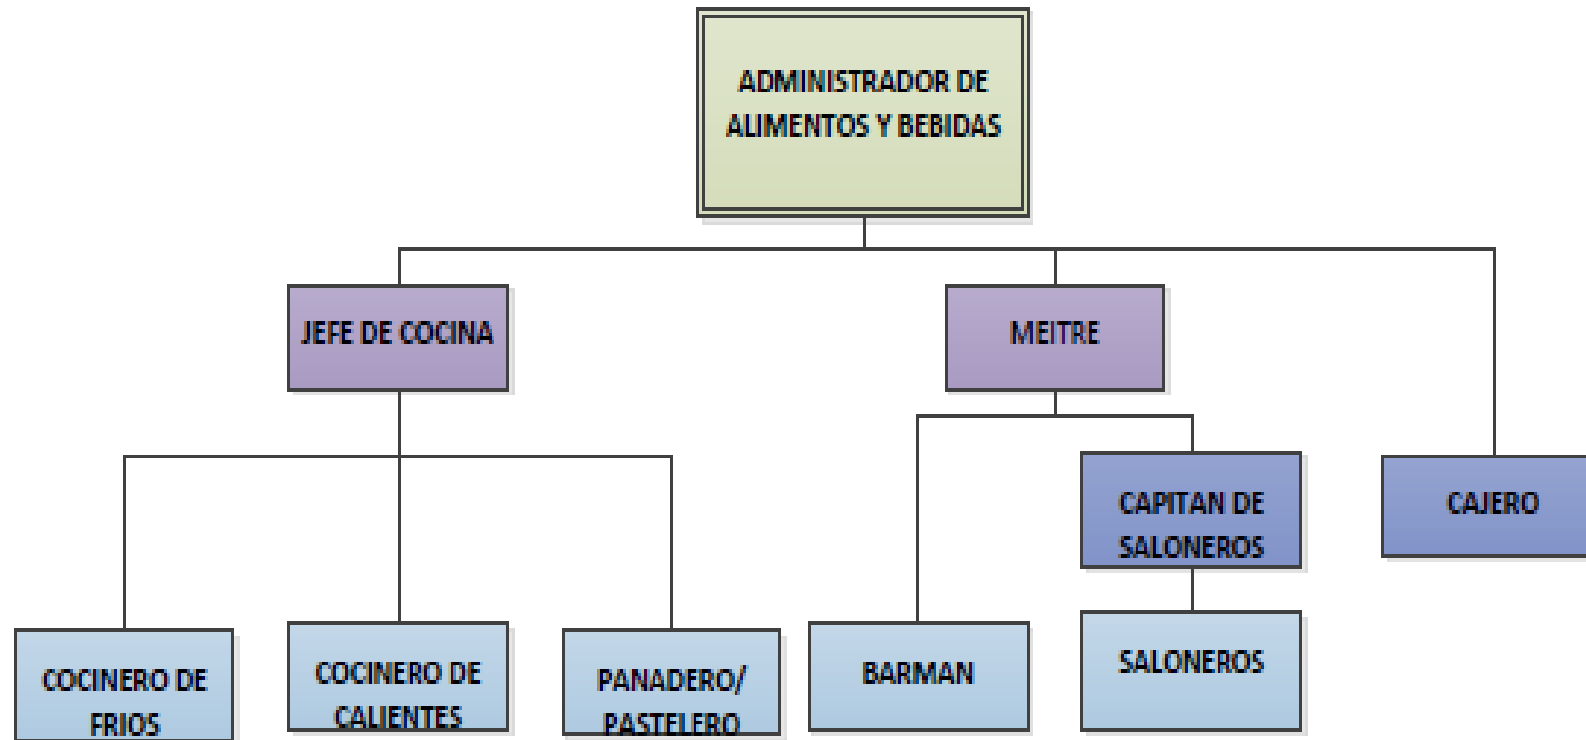 ADMINISTRADOR DE
ALIMENTOS Y BEBIDAS
JEFE DE COCINA
MEITRE
CAPITAN DE
SALONEROS
CAJERO
COCINERO DE
FRIOS
COCINERO DE
CALIENTES
PANADERO/
PASTELERO
BARMAN
SALONEROS